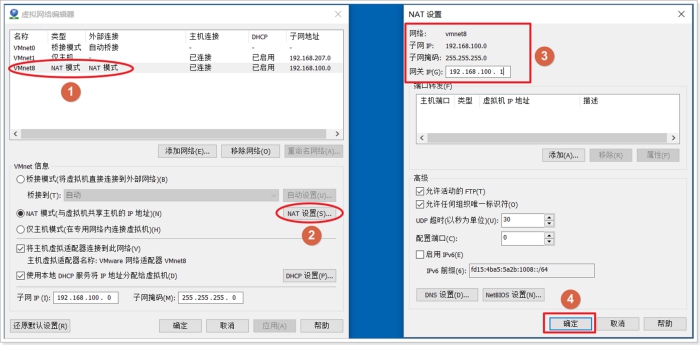 虚拟网络编辑器
名称 类型 外部连接 主机连接 DHCP 子网地址
VMnet0 桥接模式 自动桥接 - - -
VMnet1 仅主机... - 已连接 已启用 192.168.207.0
VMnet8 NAT 模式 NAT 模式 已连接 已启用 192.168.100.0
1
添加网络(E)... 移除网络(O) 重命名网络(A)...
VMnet 信息
桥接模式(将虚拟机直接连接到外部网络)(B)
桥接到(T): 自动 自动设置(U)...
NAT 模式(与虚拟机共享主机的 IP 地址)(N) NAT 设置(S)...
2
仅主机模式(在专用网络内连接虚拟机)(H)
将主机虚拟适配器连接到此网络(V)
主机虚拟适配器名称: VMware 网络适配器 VMnet8
使用本地 DHCP 服务将 IP 地址分配给虚拟机(D) DHCP 设置(P)...
子网 IP (I): 192 .168 .100 . 0 子网掩码(M): 255 .255 .255 . 0
还原默认设置(R) 确定 取消 应用(A) 帮助
NAT 设置
网络: vmnet8
子网 IP: 192.168.100.0
子网掩码: 255.255.255.0
网关 IP(G): 192 .168 .100 . 1
3
端口转发(F)
主机端口 类型 虚拟机 IP 地址 描述
添加(A)... 移除(R) 属性(P)
高级
允许活动的 FTP(T)
允许任何组织唯一标识符(O)
UDP 超时(以秒为单位)(U): 30
配置端口(C): 0
启用 IPv6(E)
IPv6 前缀(6): fd15:4ba5:5a2b:1008::/64
DNS 设置(D)... NetBIOS 设置(N)...
4
确定 取消 帮助